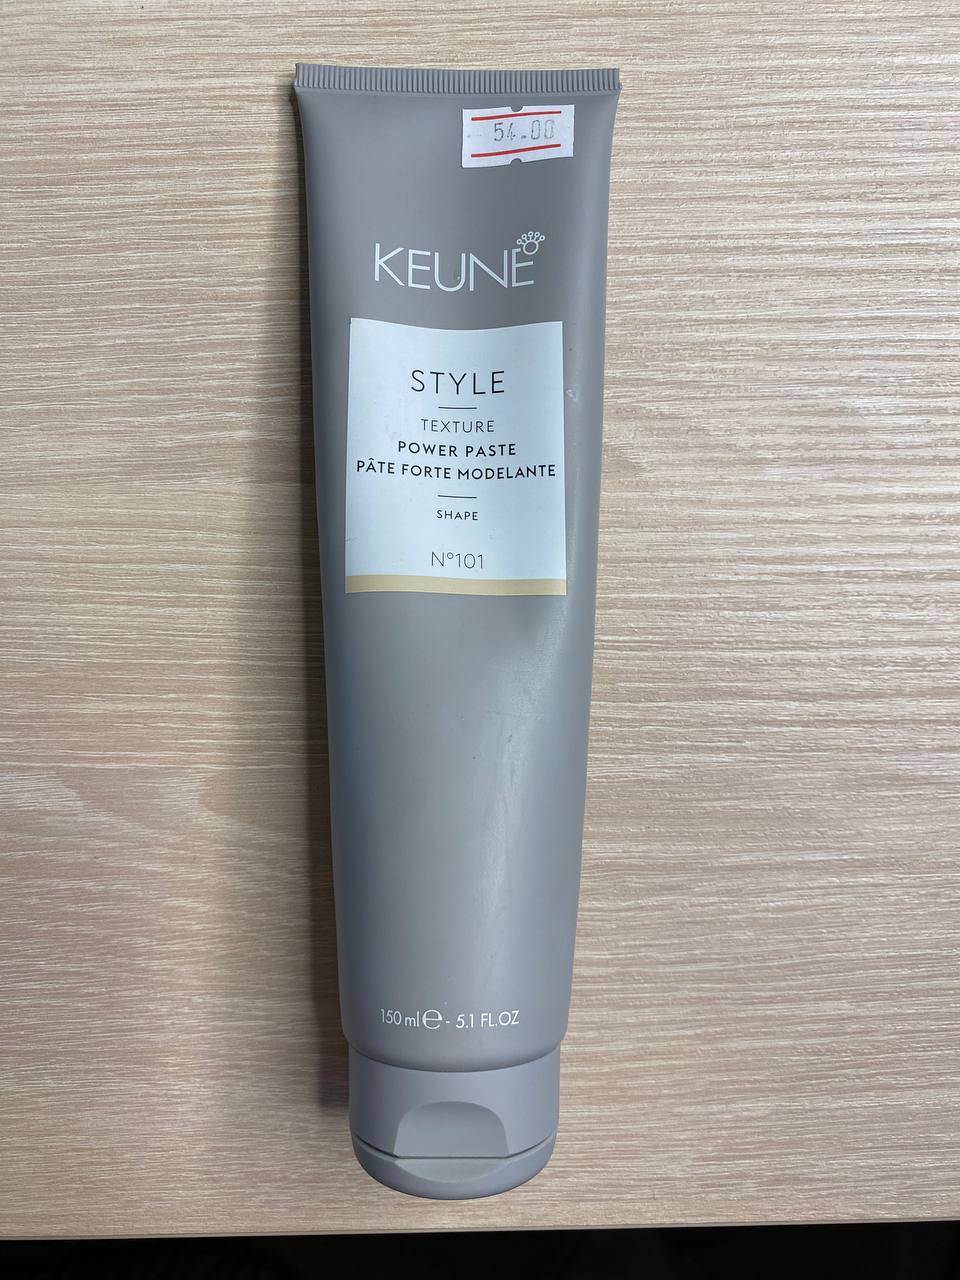 54.00
KEUNE
STYLE
TEXTURE
POWER PASTE
PÂTE FORTE MODELANTE
SHAPE
N°101
150 ml ℮ - 5.1 FL.OZ